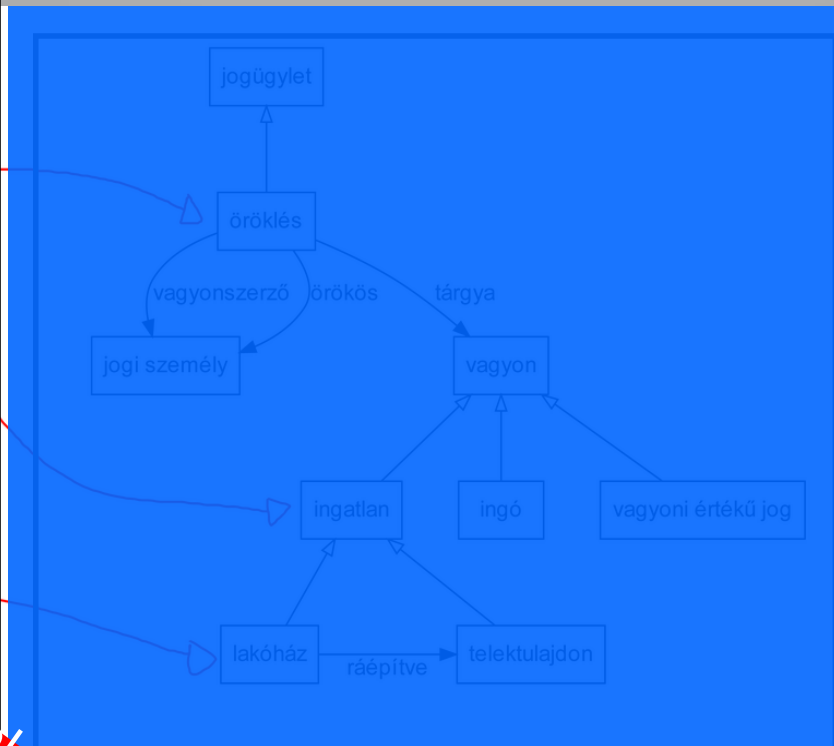 jogügylet
öröklés
vagyonszerző
örökös
tárgya
jogi személy
vagyon
ingatlan
ingó
vagyoni értékű jog
lakóház
ráépítve
telektulajdon